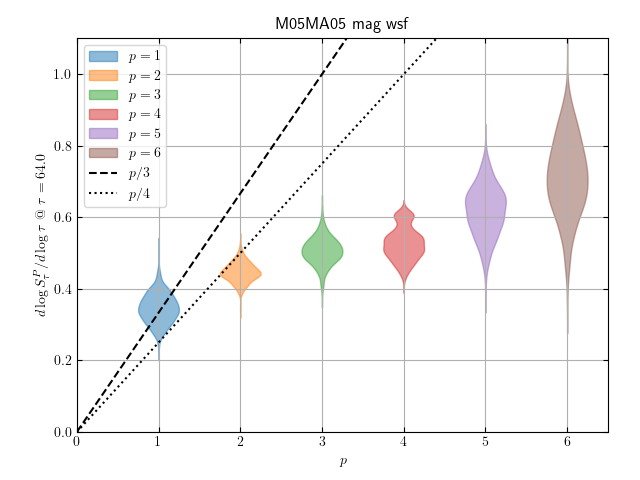 M05MA05 mag wsf
d log S_τ^P / d log τ @ τ = 64.0
1.0
0.8
0.6
0.4
0.2
0.0
p = 1
p = 2
p = 3
p = 4
p = 5
p = 6
p/3
p/4
0 1 2 3 4 5 6
p